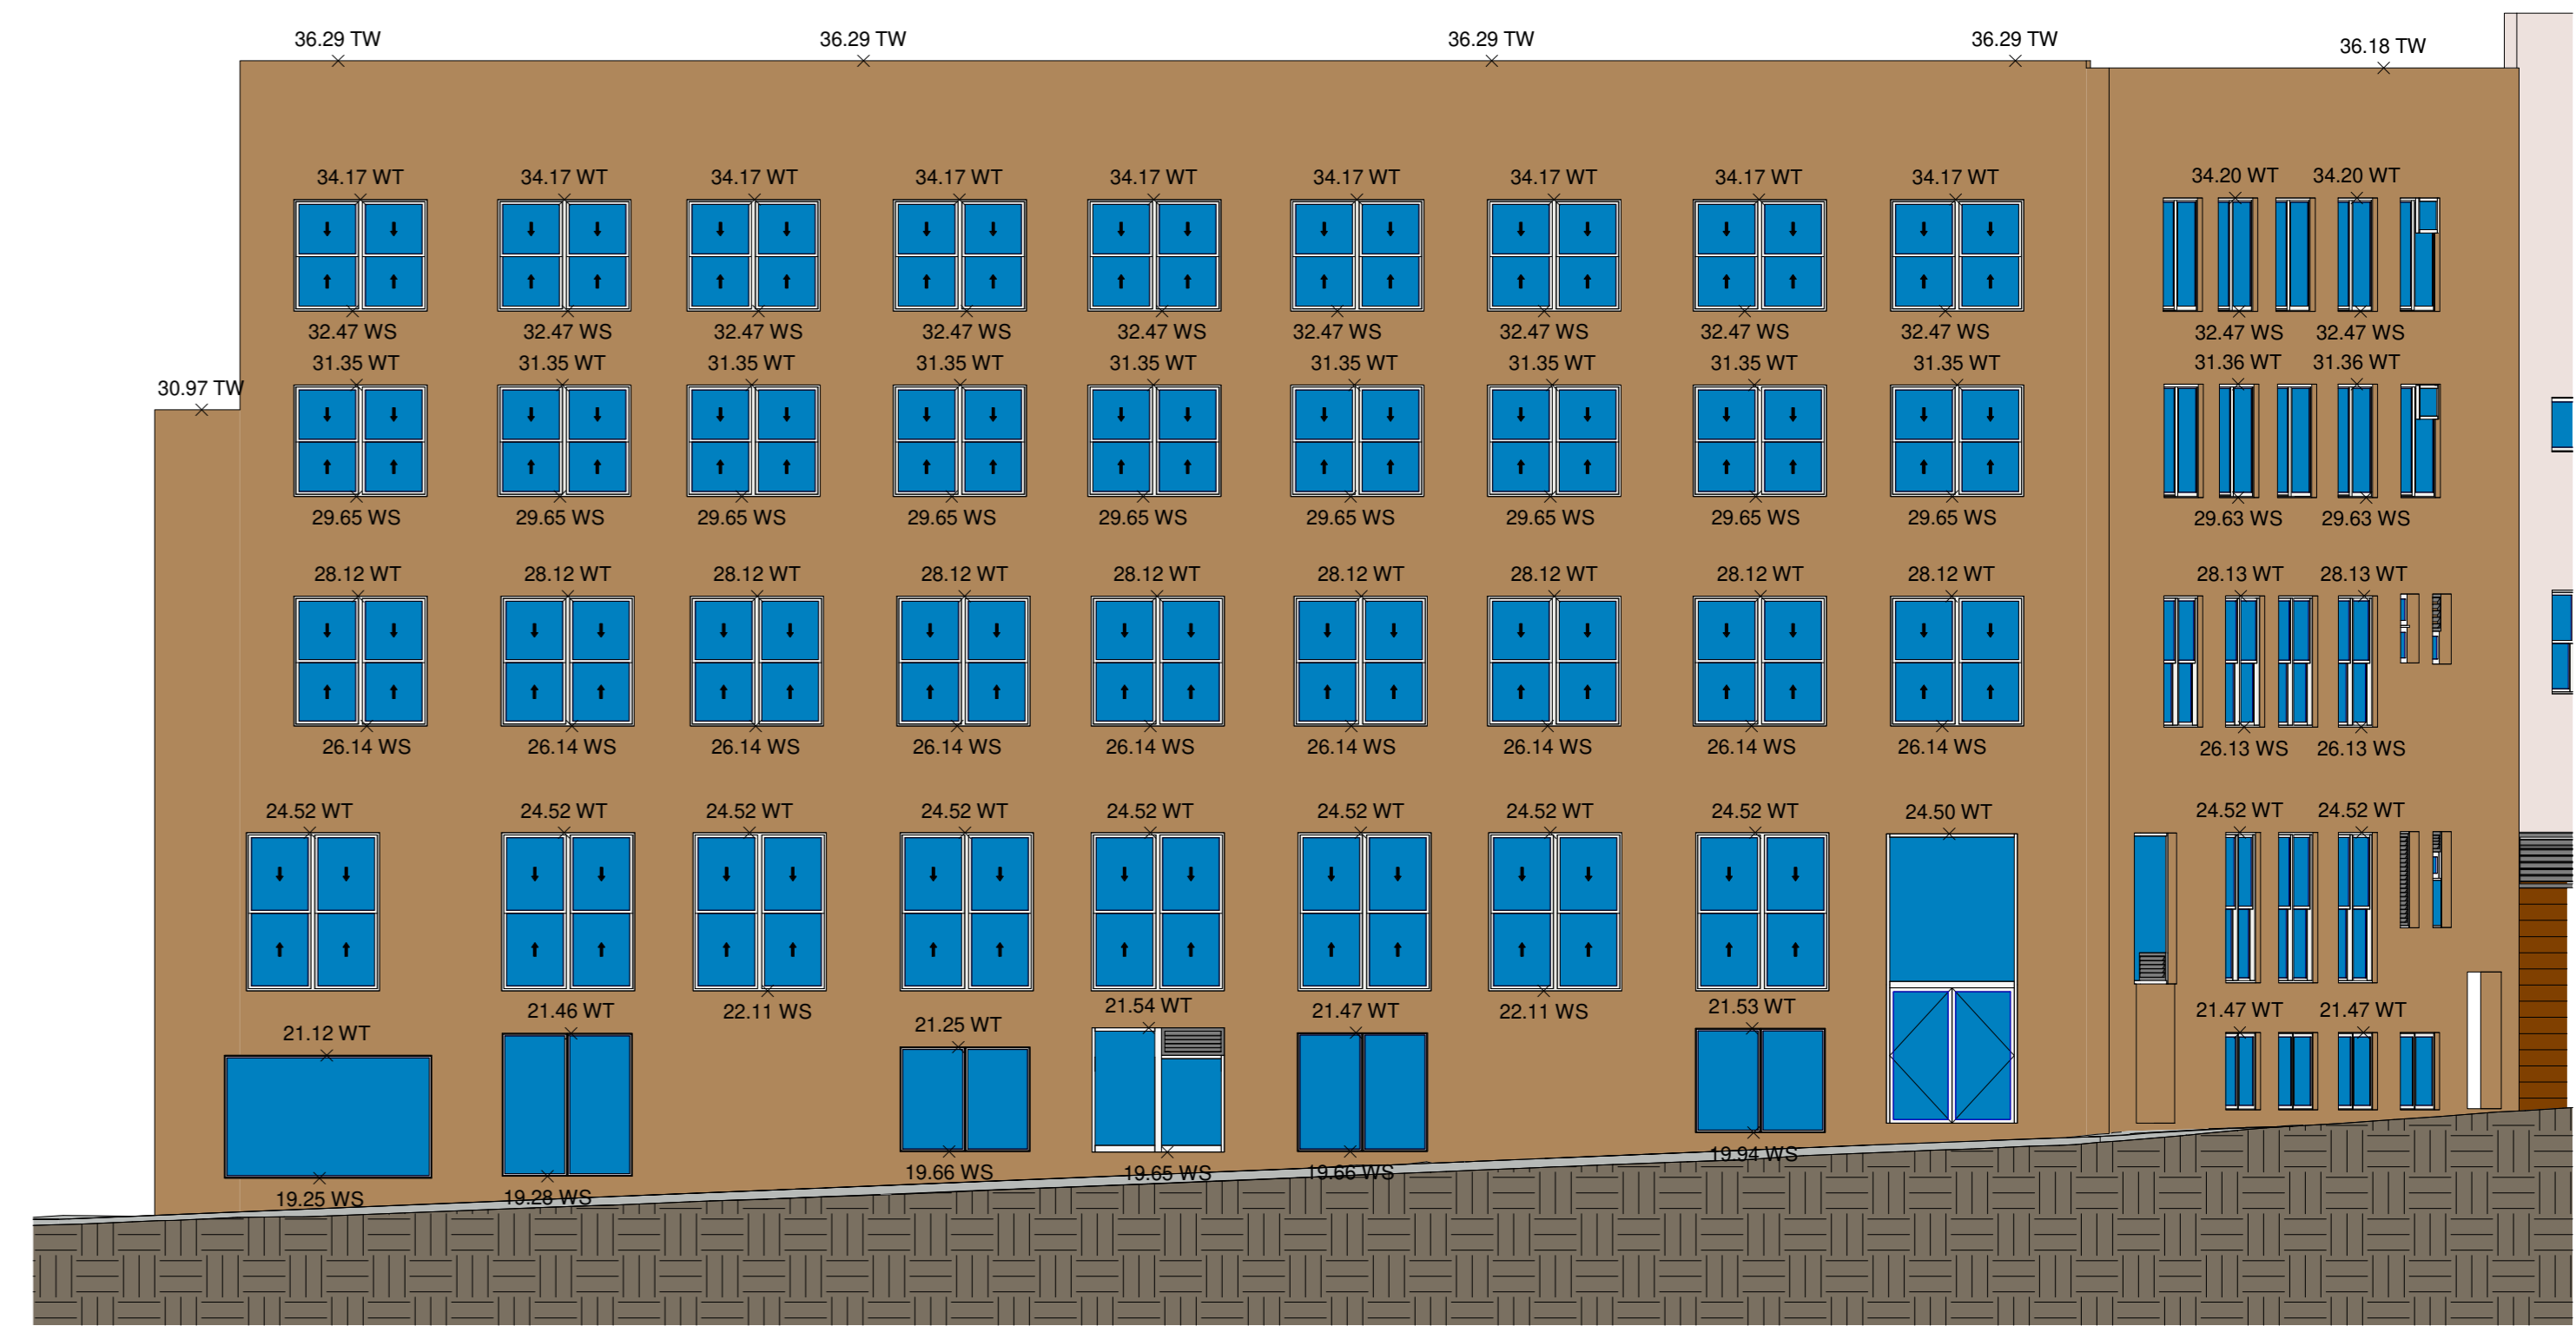 36.29 TW
36.29 TW
36.29 TW
36.29 TW
36.18 TW
34.17 WT
34.17 WT
34.17 WT
34.17 WT
34.17 WT
34.17 WT
34.17 WT
34.17 WT
34.17 WT
34.20 WT
34.20 WT
32.47 WS
32.47 WS
32.47 WS
32.47 WS
32.47 WS
32.47 WS
32.47 WS
32.47 WS
32.47 WS
32.47 WS
32.47 WS
31.35 WT
31.35 WT
31.35 WT
31.35 WT
31.35 WT
31.35 WT
31.35 WT
31.35 WT
31.35 WT
31.36 WT
31.36 WT
30.97 TW
29.65 WS
29.65 WS
29.65 WS
29.65 WS
29.65 WS
29.65 WS
29.65 WS
29.65 WS
29.65 WS
29.63 WS
29.63 WS
28.12 WT
28.12 WT
28.12 WT
28.12 WT
28.12 WT
28.12 WT
28.12 WT
28.12 WT
28.12 WT
28.13 WT
28.13 WT
26.14 WS
26.14 WS
26.14 WS
26.14 WS
26.14 WS
26.14 WS
26.14 WS
26.14 WS
26.14 WS
26.13 WS
26.13 WS
24.52 WT
24.52 WT
24.52 WT
24.52 WT
24.52 WT
24.52 WT
24.52 WT
24.52 WT
24.50 WT
24.52 WT
24.52 WT
21.12 WT
21.46 WT
22.11 WS
21.25 WT
21.54 WT
21.47 WT
22.11 WS
21.53 WT
21.47 WT
21.47 WT
19.25 WS
19.28 WS
19.66 WS
19.65 WS
19.66 WS
19.94 WS